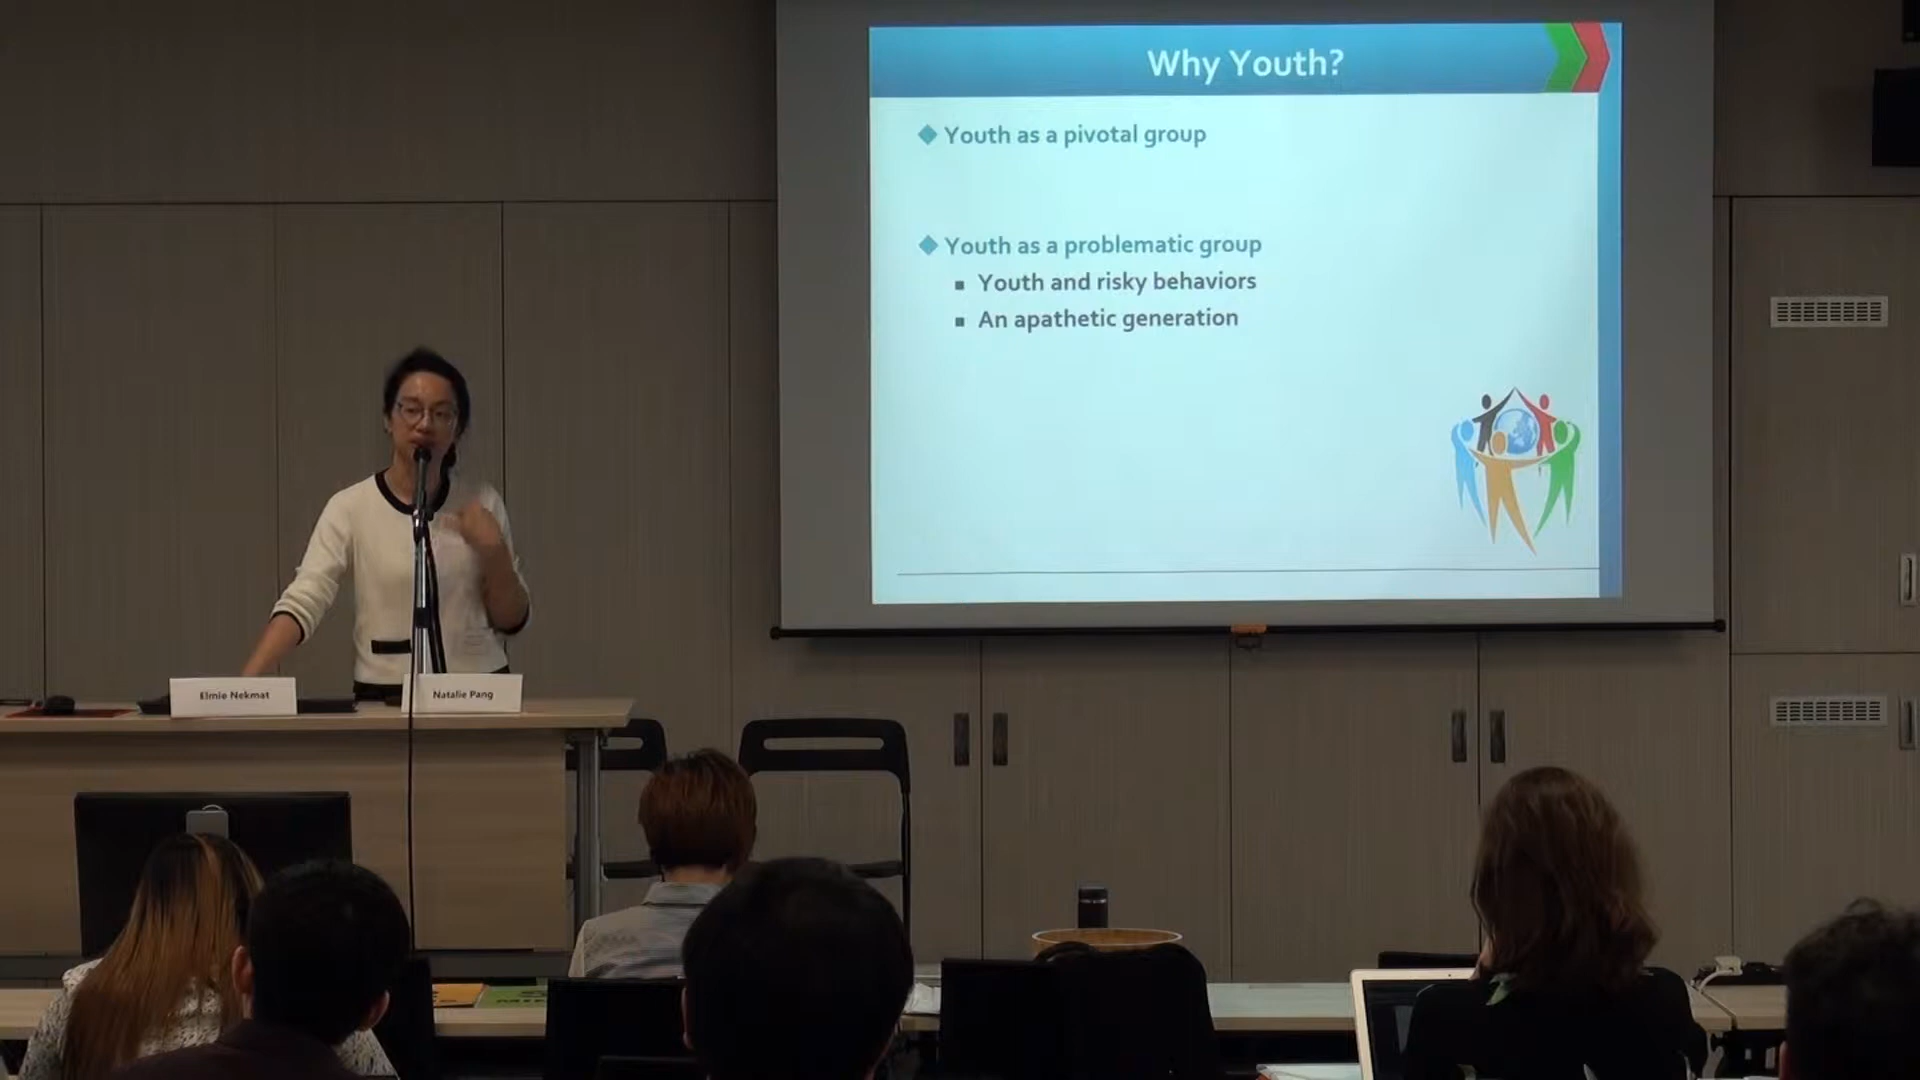 Why Youth?
Youth as a pivotal group
Youth as a problematic group
Youth and risky behaviors
An apathetic generation
Elmie Nekmat
Natalie Pang